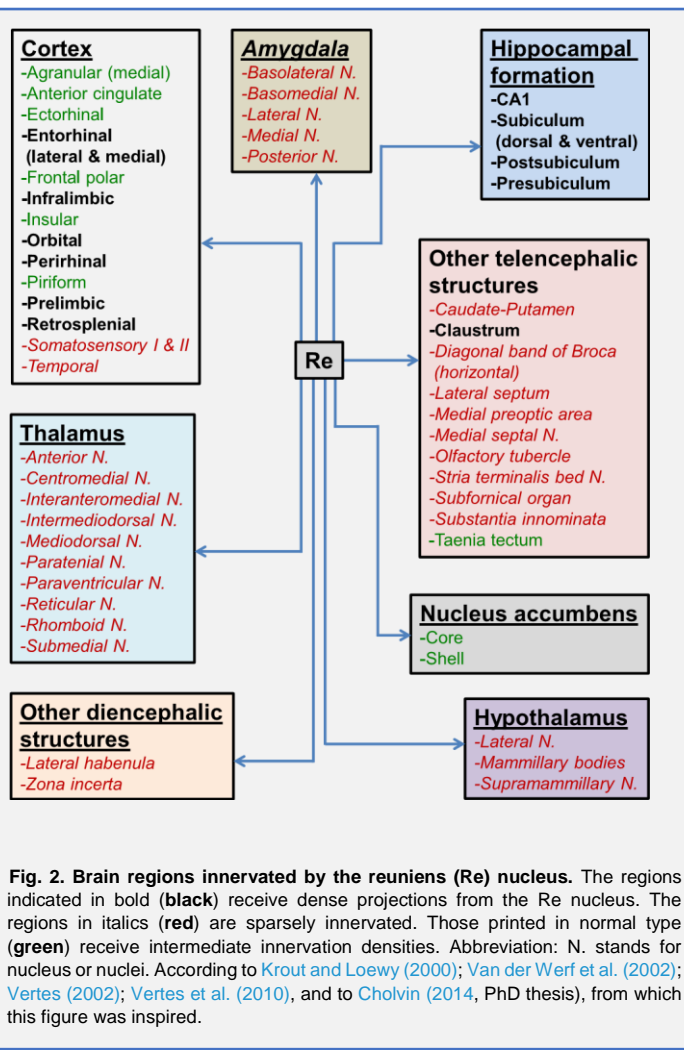 Cortex
-Agranular (medial)
-Anterior cingulate
-Ectorhinal
-Entorhinal
(lateral & medial)
-Frontal polar
-Infralimbic
-Insular
-Orbital
-Perirhinal
-Piriform
-Prelimbic
-Retrosplenial
-Somatosensory I & II
-Temporal
Amygdala
-Basolateral N.
-Basomedial N.
-Lateral N.
-Medial N.
-Posterior N.
Hippocampal
formation
-CA1
-Subiculum
(dorsal & ventral)
-Postsubiculum
-Presubiculum
Re
Other telencephalic
structures
-Caudate-Putamen
-Claustrum
-Diagonal band of Broca
(horizontal)
-Lateral septum
-Medial preoptic area
-Medial septal N.
-Olfactory tubercle
-Stria terminalis bed N.
-Subfornical organ
-Substantia innominata
-Taenia tectum
Thalamus
-Anterior N.
-Centromedial N.
-Interanteromedial N.
-Intermediodorsal N.
-Mediodorsal N.
-Paratenial N.
-Paraventricular N.
-Reticular N.
-Rhomboid N.
-Submedial N.
Nucleus accumbens
-Core
-Shell
Other diencephalic
structures
-Lateral habenula
-Zona incerta
Hypothalamus
-Lateral N.
-Mammillary bodies
-Supramammillary N.
Fig. 2. Brain regions innervated by the reuniens (Re) nucleus. The regions
indicated in bold (black) receive dense projections from the Re nucleus. The
regions in italics (red) are sparsely innervated. Those printed in normal type
(green) receive intermediate innervation densities. Abbreviation: N. stands for
nucleus or nuclei. According to Krout and Loewy (2000); Van der Werf et al. (2002);
Vertes (2002); Vertes et al. (2010), and to Cholvin (2014, PhD thesis), from which
this figure was inspired.